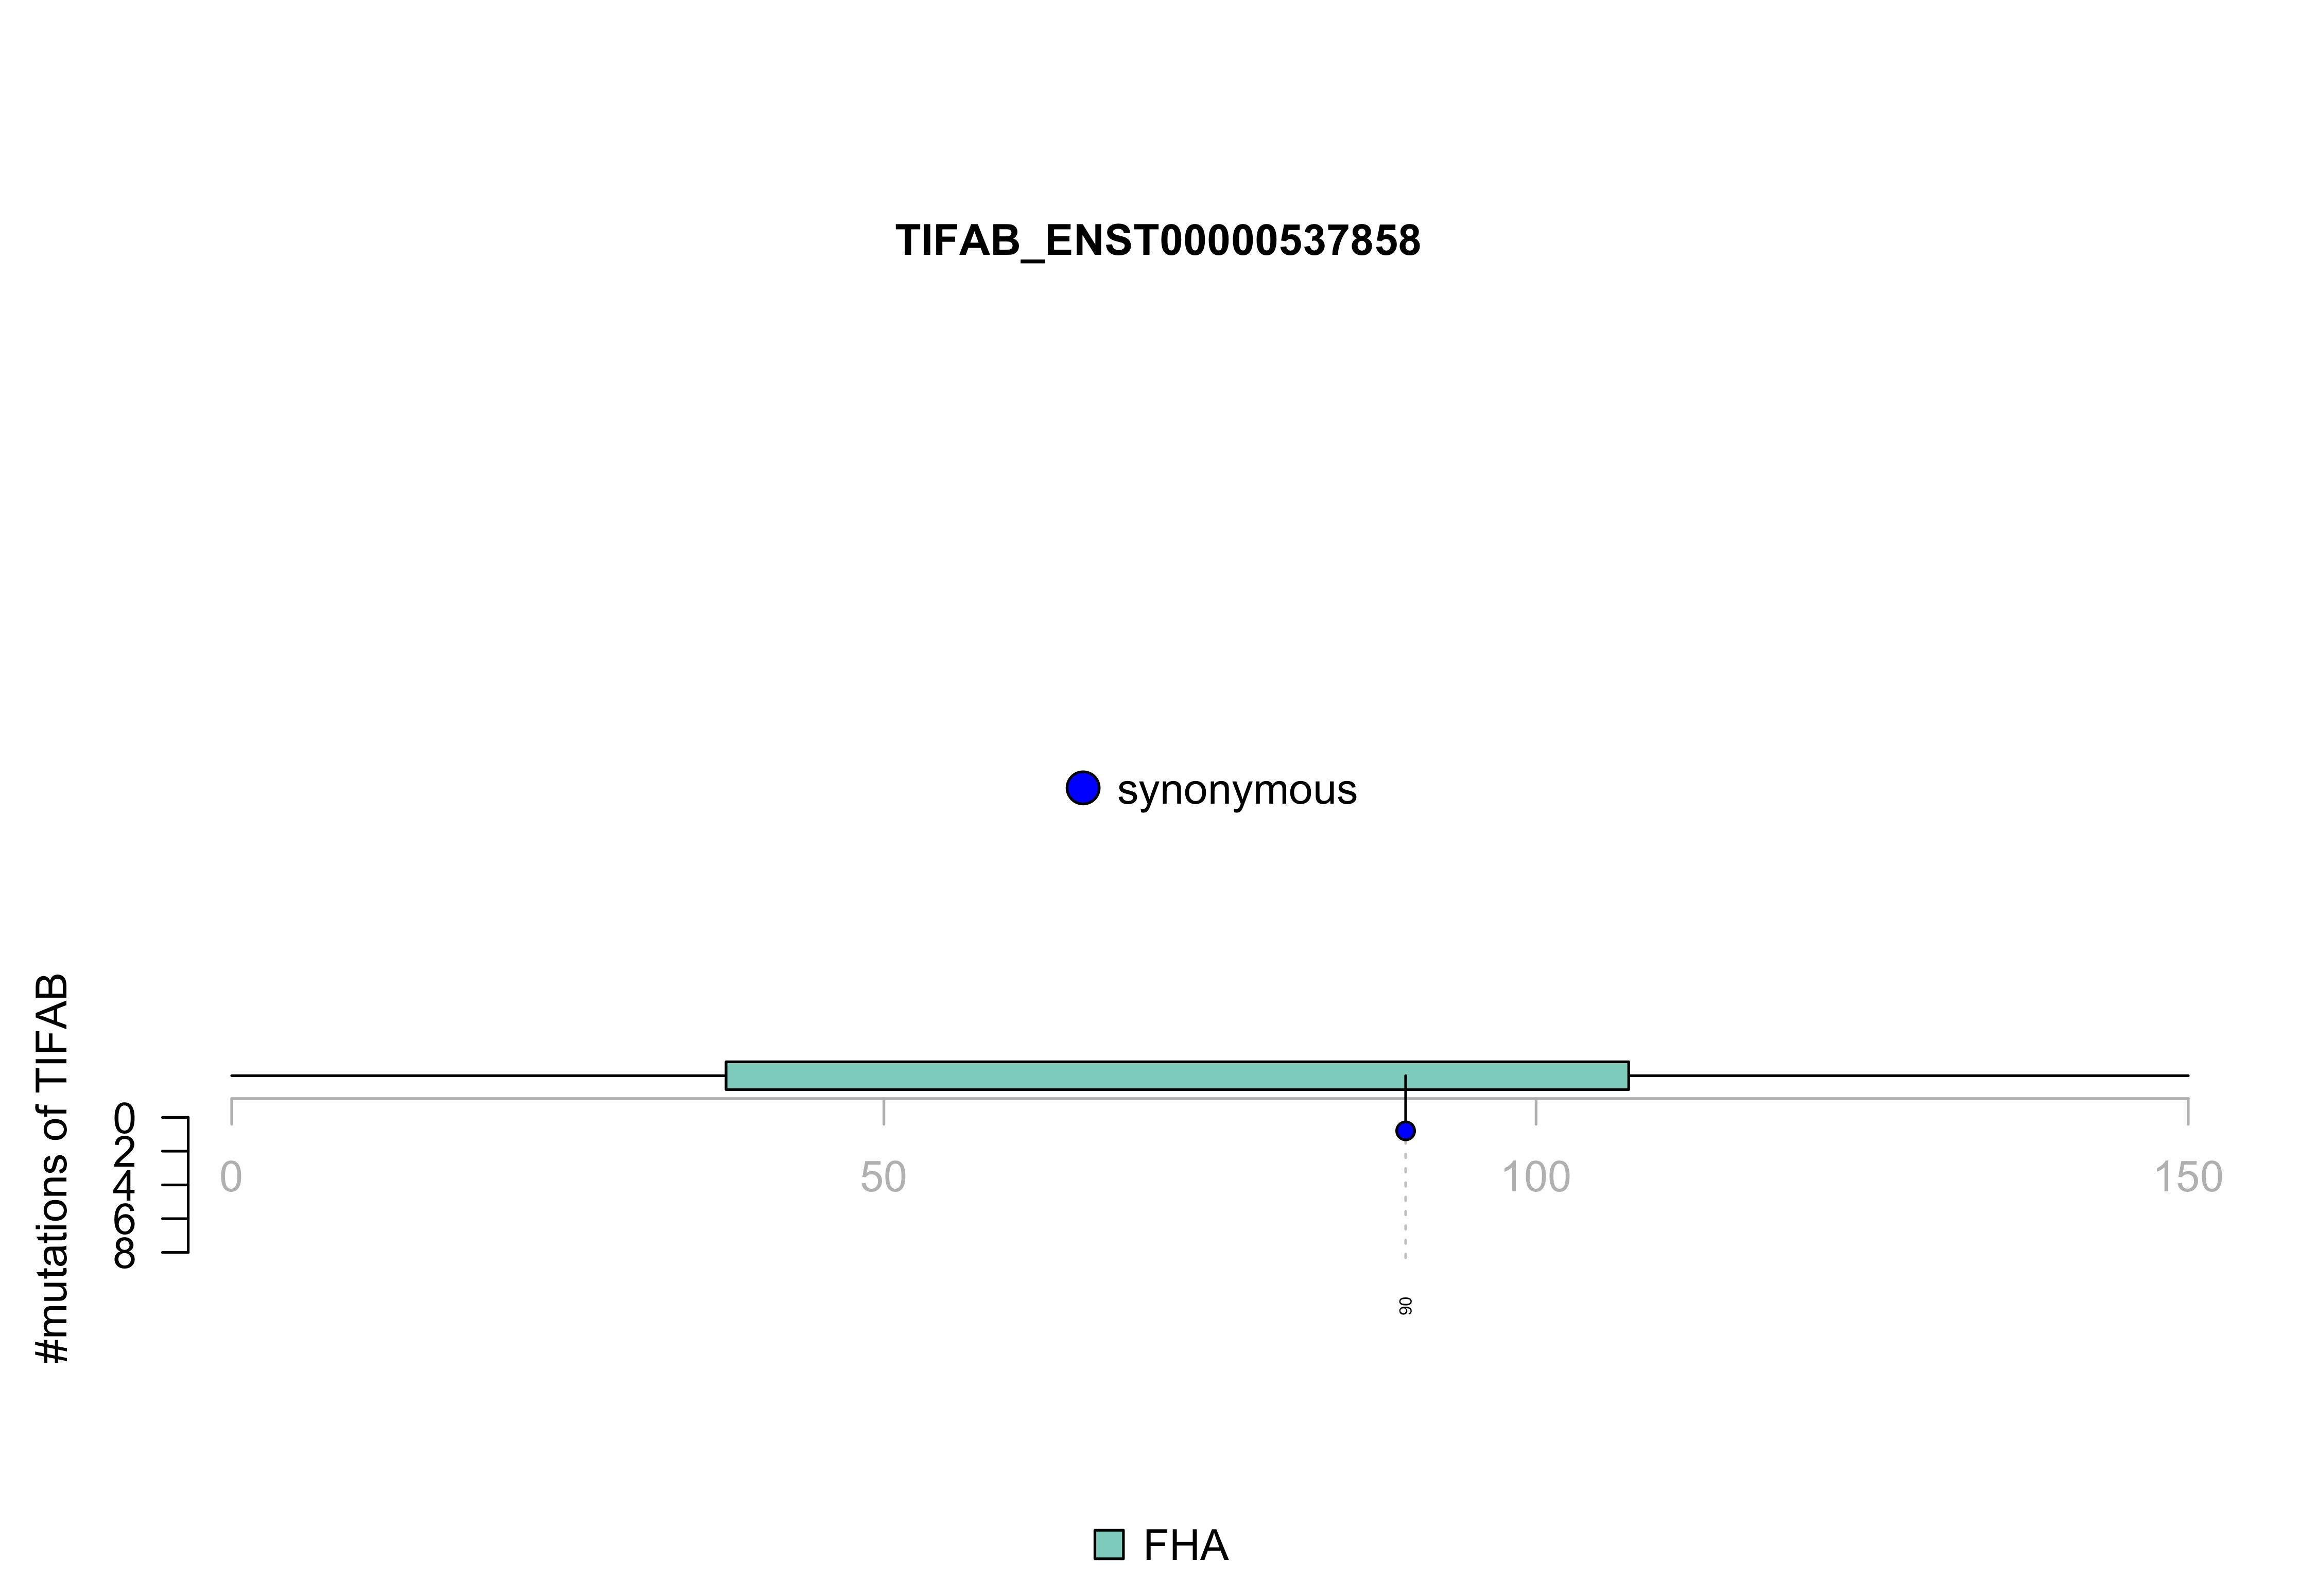 TIFAB_ENST00000537858
synonymous
#mutations of TIFAB
0
2
4
6
8
0 50 100 150
90
FHA